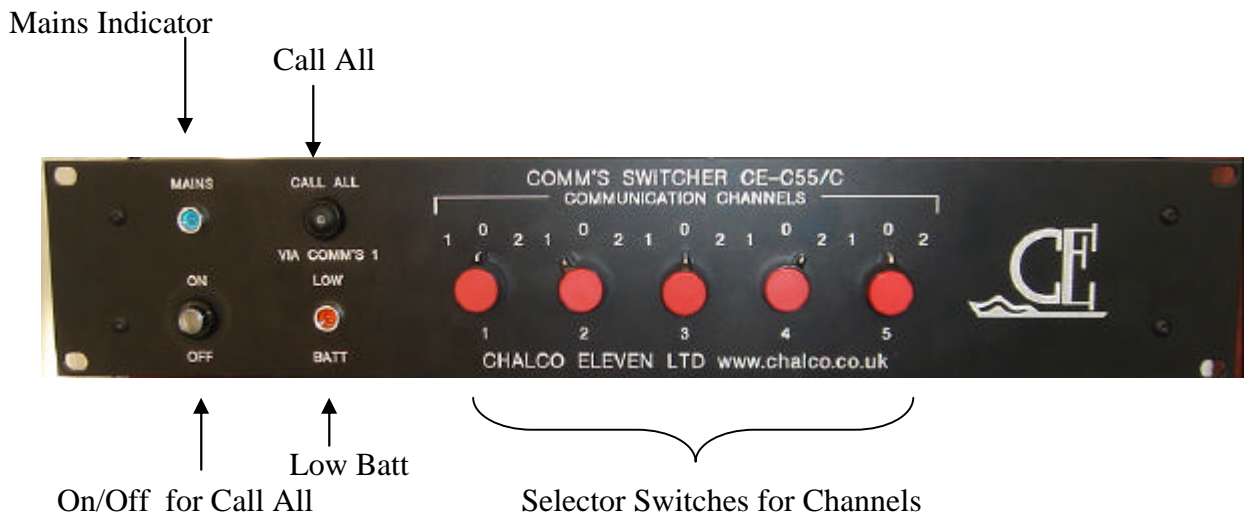 Mains Indicator
Call All
MAINS
CALL ALL
COMM'S SWITCHER CE-C55/C
COMMUNICATION CHANNELS
1 0 2 1 0 2 1 0 2 1 0 2 1 0 2
VIA COMM'S 1
ON
LOW
CE
OFF
BATT
1 2 3 4 5
CHALCO ELEVEN LTD www.chalco.co.uk
Low Batt
On/Off for Call All
Selector Switches for Channels